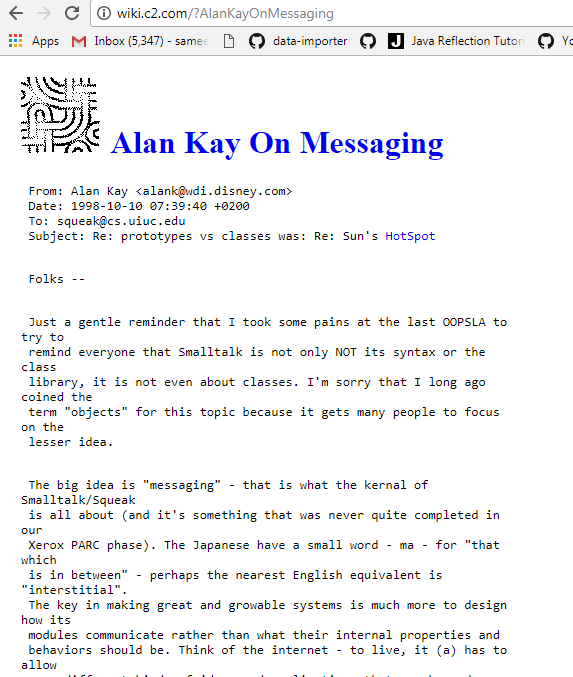 wiki.c2.com/?AlanKayOnMessaging
Apps Inbox (5,347) - samee data-importer Java Reflection Tutori Yo
Alan Kay On Messaging
From: Alan Kay <alank@wdi.disney.com>
Date: 1998-10-10 07:39:40 +0200
To: squeak@cs.uiuc.edu
Subject: Re: prototypes vs classes was: Re: Sun's HotSpot
Folks --
Just a gentle reminder that I took some pains at the last OOPSLA to
try to
remind everyone that Smalltalk is not only NOT its syntax or the
class
library, it is not even about classes. I'm sorry that I long ago
coined the
term "objects" for this topic because it gets many people to focus
on the
lesser idea.
The big idea is "messaging" - that is what the kernal of
Smalltalk/Squeak
is all about (and it's something that was never quite completed in
our
Xerox PARC phase). The Japanese have a small word - ma - for "that
which
is in between" - perhaps the nearest English equivalent is
"interstitial".
The key in making great and growable systems is much more to design
how its
modules communicate rather than what their internal properties and
behaviors should be. Think of the internet - to live, it (a) has to
allow